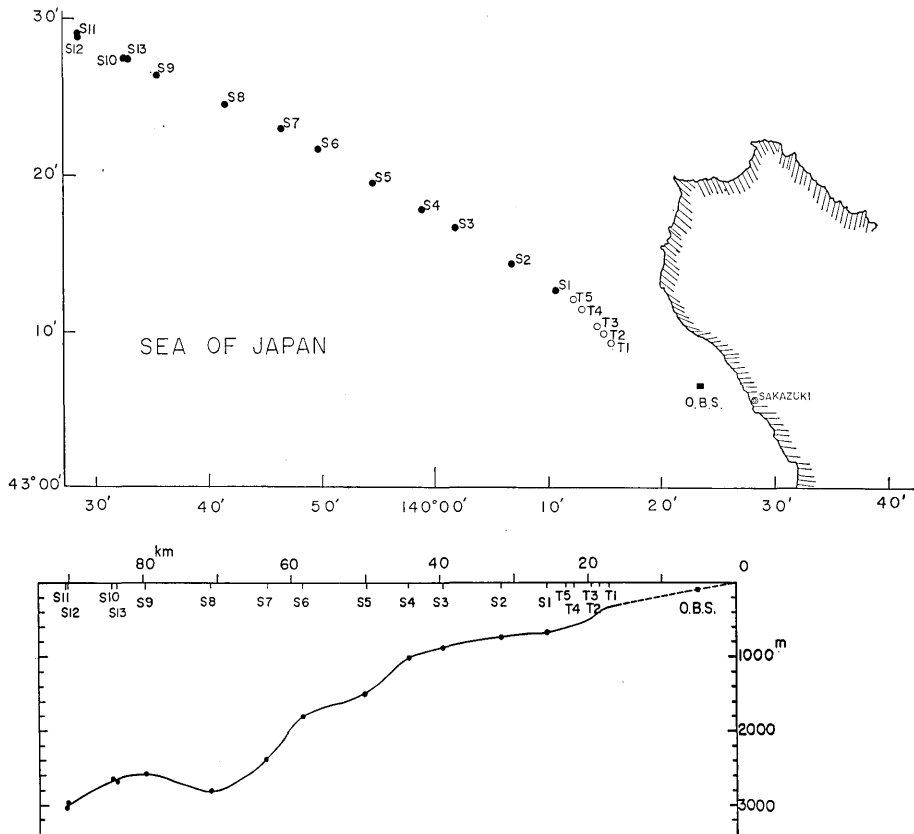 30'
S11
S12
S10
S13
S9
S8
S7
S6
20'
S5
S4
S3
S2
S1
T5
T4
T3
T2
T1
10'
SEA OF JAPAN
O.B.S.
SAKAZUKI
43°00'
30' 40' 50' 140°00' 10' 20' 30' 40'
80 km 60 40 20 0
S11 S10 S9 S8 S7 S6 S5 S4 S3 S2 S1 T5 T3 T1
S12 S13 T4 T2
O.B.S.
1000 m
2000
3000